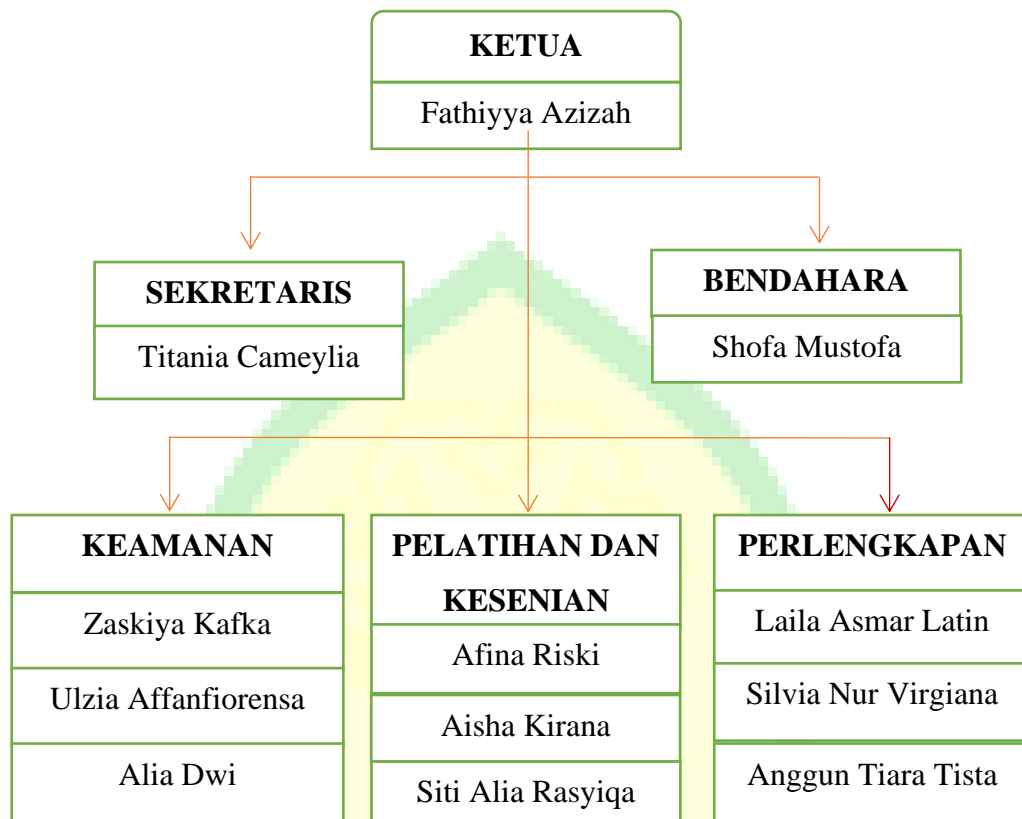 KETUA
Fathiyya Azizah
SEKRETARIS
Titania Cameylia
BENDAHARA
Shofa Mustofa
KEAMANAN
Zaskiya Kafka
Ulzia Affanfiorensa
Alia Dwi
PELATIHAN DAN
KESENIAN
Afina Riski
Aisha Kirana
Siti Alia Rasyiqa
PERLENGKAPAN
Laila Asmar Latin
Silvia Nur Virgiana
Anggun Tiara Tista